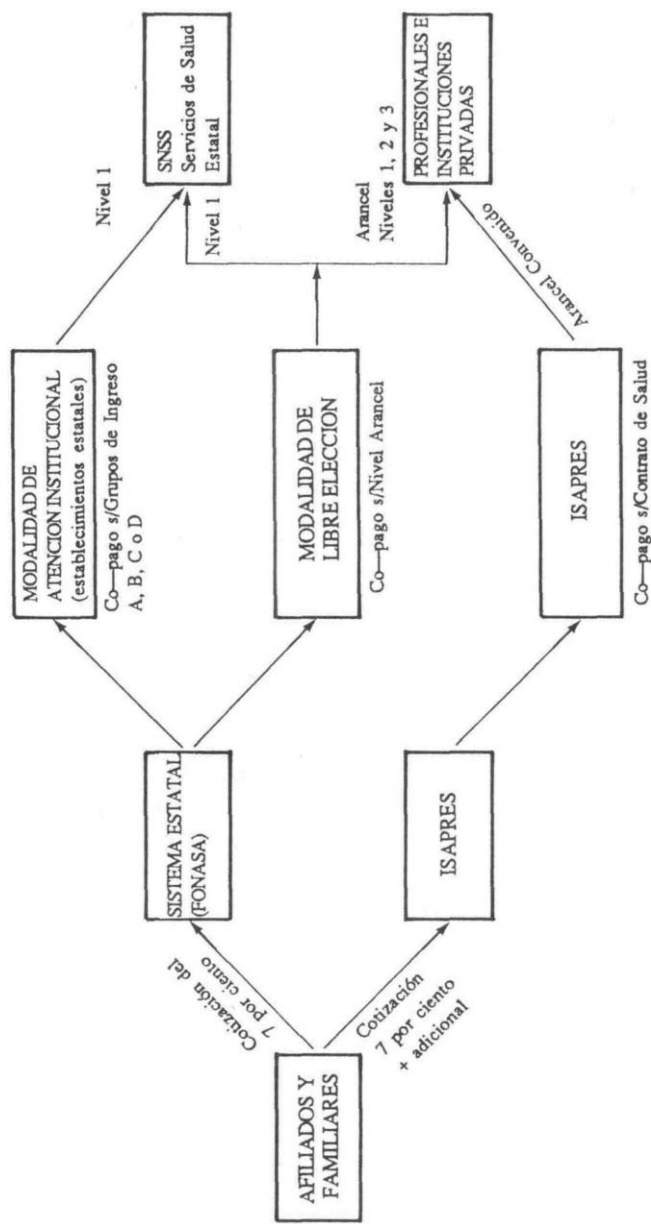 AFILIADOS Y
FAMILIARES
Cotización del
7 por ciento
Cotización
7 por ciento
+ adicional
SISTEMA ESTATAL
(FONASA)
ISAPRES
MODALIDAD DE
ATENCION INSTITUCIONAL
(establecimientos estatales)
Co—pago s/Grupos de Ingreso
A, B, C o D
MODALIDAD DE
LIBRE ELECCION
Co—pago s/Nivel Arancel
ISAPRES
Co—pago s/Contrato de Salud
Nivel 1
Nivel 1
Arancel
Niveles 1, 2 y 3
Arancel Convenido
SNSS
Servicios de Salud
Estatal
PROFESIONALES E
INSTITUCIONES
PRIVADAS